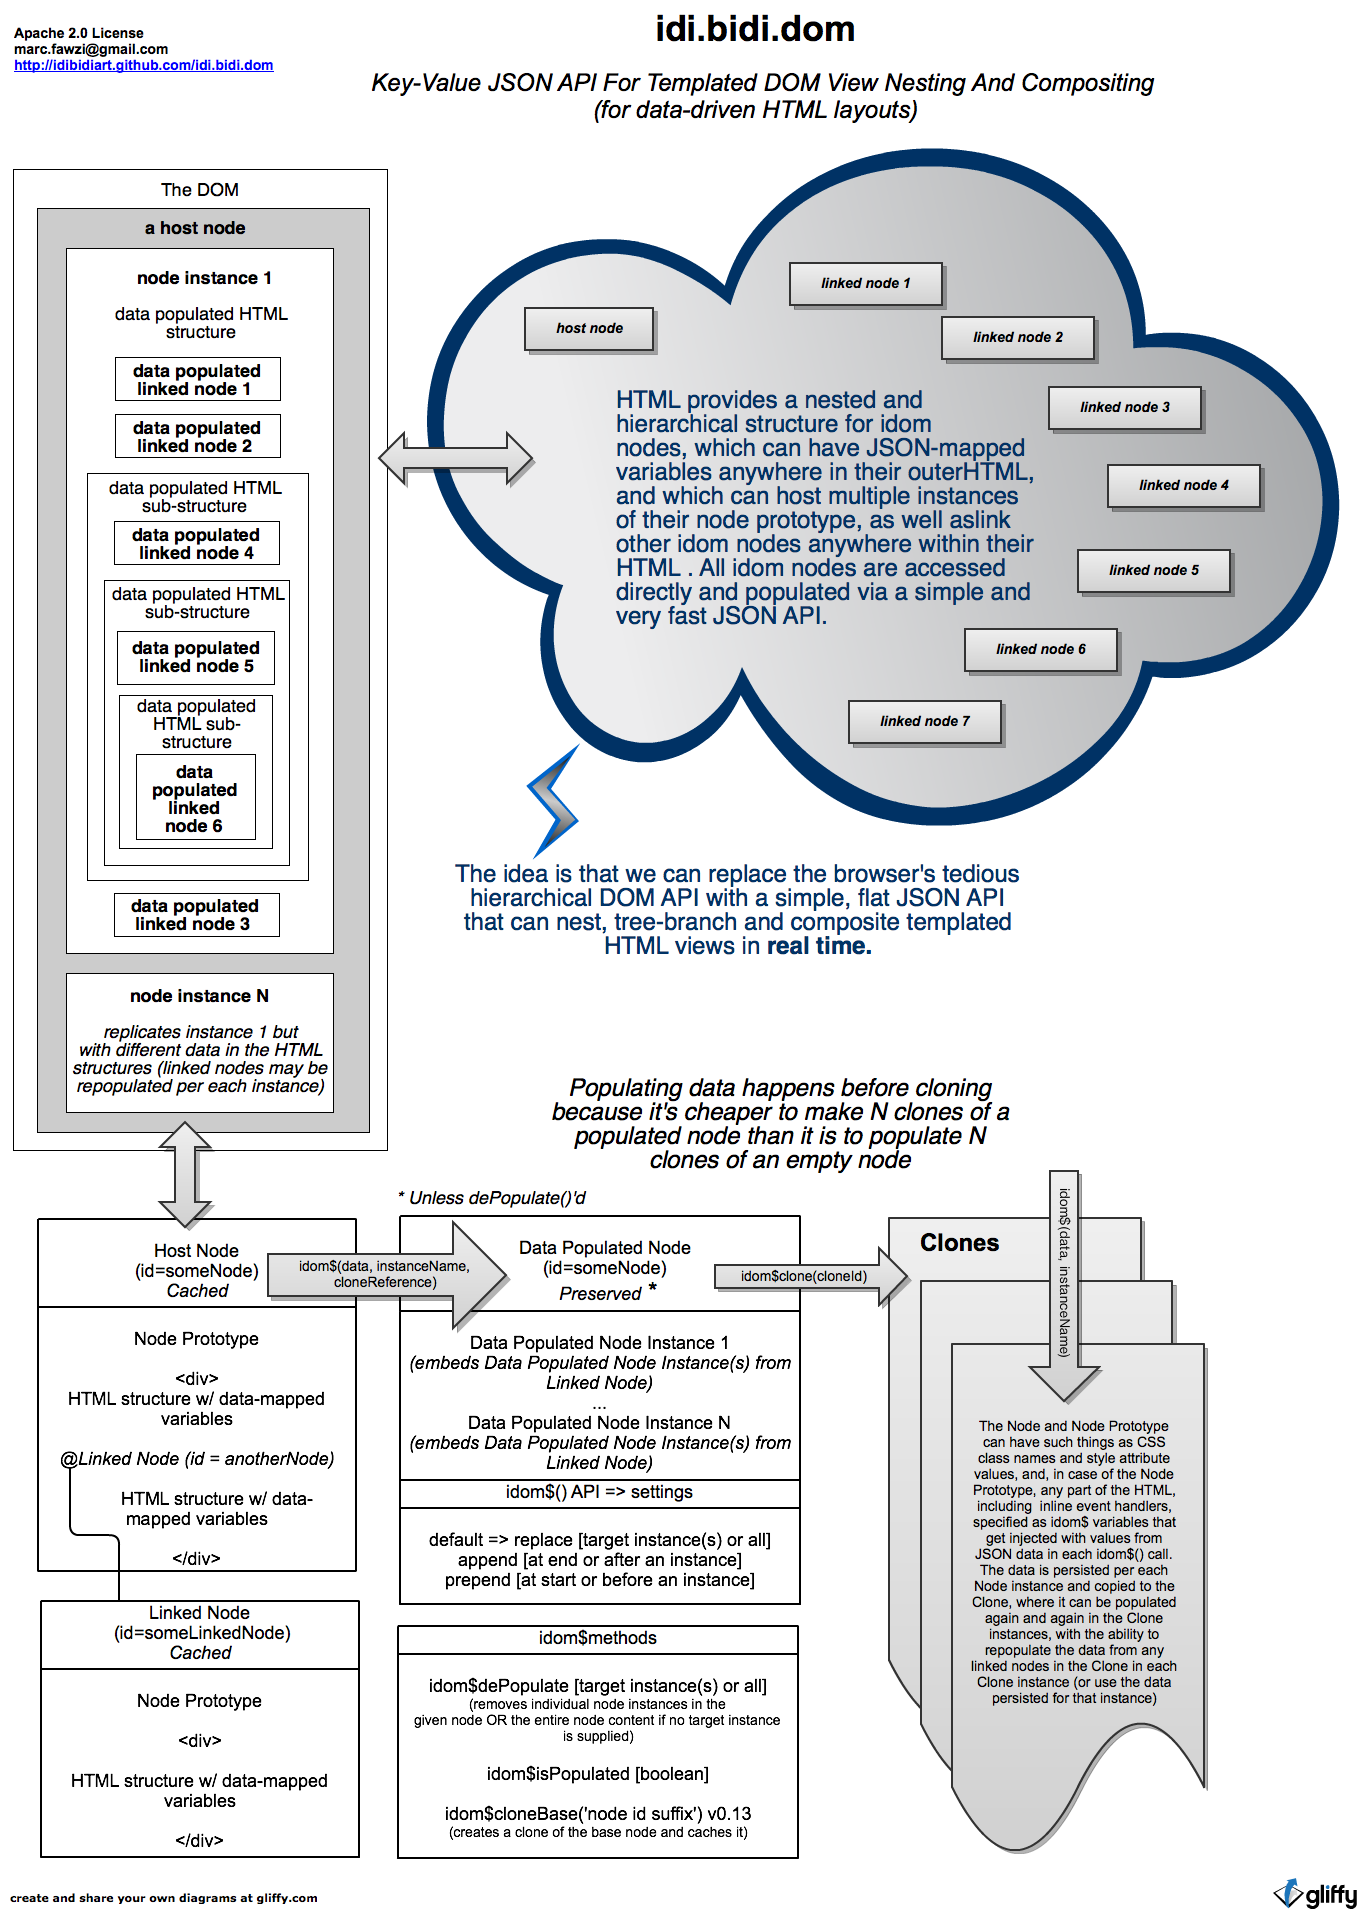 Apache 2.0 License
marc.fawzi@gmail.com
http://idibidiart.github.com/idi.bidi.dom
idi.bidi.dom
Key-Value JSON API For Templated DOM View Nesting And Compositing
(for data-driven HTML layouts)
The DOM
a host node
node instance 1
data populated HTML
structure
data populated
linked node 1
data populated
linked node 2
data populated HTML
sub-structure
data populated
linked node 4
data populated HTML
sub-structure
data populated
linked node 5
data populated
HTML sub-
structure
data
populated
linked
node 6
data populated
linked node 3
node instance N
replicates instance 1 but
with different data in the HTML
structures (linked nodes may be
repopulated per each instance)
host node
linked node 1
linked node 2
linked node 3
linked node 4
linked node 5
linked node 6
linked node 7
HTML provides a nested and
hierarchical structure for idom
nodes, which can have JSON-mapped
variables anywhere in their outerHTML,
and which can host multiple instances
of their node prototype, as well aslink
other idom nodes anywhere within their
HTML . All idom nodes are accessed
directly and populated via a simple and
very fast JSON API.
The idea is that we can replace the browser's tedious
hierarchical DOM API with a simple, flat JSON API
that can nest, tree-branch and composite templated
HTML views in real time.
Populating data happens before cloning
because it's cheaper to make N clones of a
populated node than it is to populate N
clones of an empty node
* Unless dePopulate()'d
Host Node
(id=someNode)
Cached
Node Prototype
<div>
HTML structure w/ data-mapped
variables
@Linked Node (id = anotherNode)
HTML structure w/ data-
mapped variables
</div>
Linked Node
(id=someLinkedNode)
Cached
Node Prototype
<div>
HTML structure w/ data-mapped
variables
</div>
idom$(data, instanceName,
cloneReference)
Data Populated Node
(id=someNode)
Preserved *
Data Populated Node Instance 1
(embeds Data Populated Node Instance(s) from
Linked Node)
...
Data Populated Node Instance N
(embeds Data Populated Node Instance(s) from
Linked Node)
idom$() API => settings
default => replace [target instance(s) or all]
append [at end or after an instance]
prepend [at start or before an instance]
idom$methods
idom$dePopulate [target instance(s) or all]
(removes individual node instances in the
given node OR the entire node content if no target instance
is supplied)
idom$isPopulated [boolean]
idom$cloneBase('node id suffix') v0.13
(creates a clone of the base node and caches it)
idom$clone(cloneId)
Clones
idom$(data, instanceName)
The Node and Node Prototype
can have such things as CSS
class names and style attribute
values, and, in case of the Node
Prototype, any part of the HTML,
including  inline event handlers,
specified as idom$ variables that
get injected with values from
JSON data in each idom$() call.
The data is persisted per each
Node instance and copied to the
Clone, where it can be populated
again and again in the Clone
instances, with the ability to
repopulate the data from any
linked nodes in the Clone in each
Clone instance (or use the data
persisted for that instance)
create and share your own diagrams at gliffy.com
gliffy